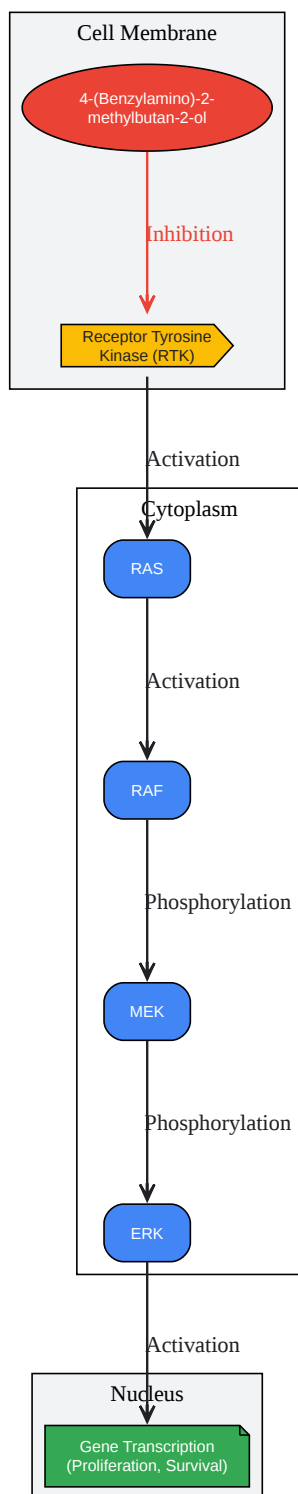 Cell Membrane
4-(Benzylamino)-2-
methylbutan-2-ol
Inhibition
Receptor Tyrosine
Kinase (RTK)
Activation
Cytoplasm
RAS
Activation
RAF
Phosphorylation
MEK
Phosphorylation
ERK
Activation
Nucleus
Gene Transcription
(Proliferation, Survival)